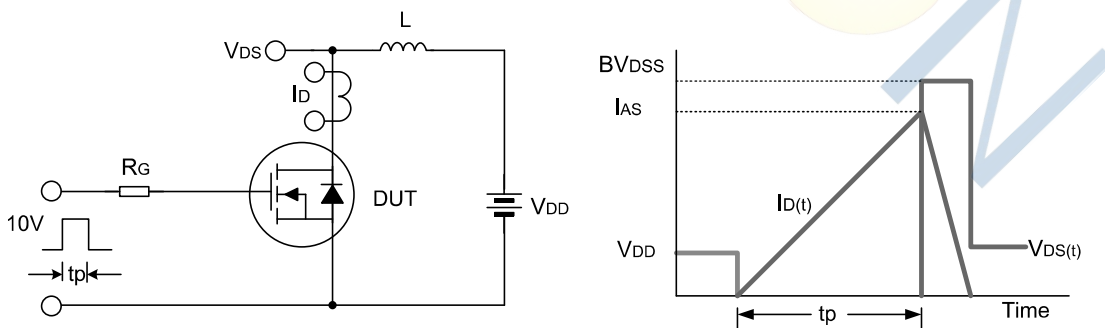 VDS
L
ID
RG
DUT
VDD
10V
tp
BVDSS
IAS
ID(t)
VDD
VDS(t)
tp
Time